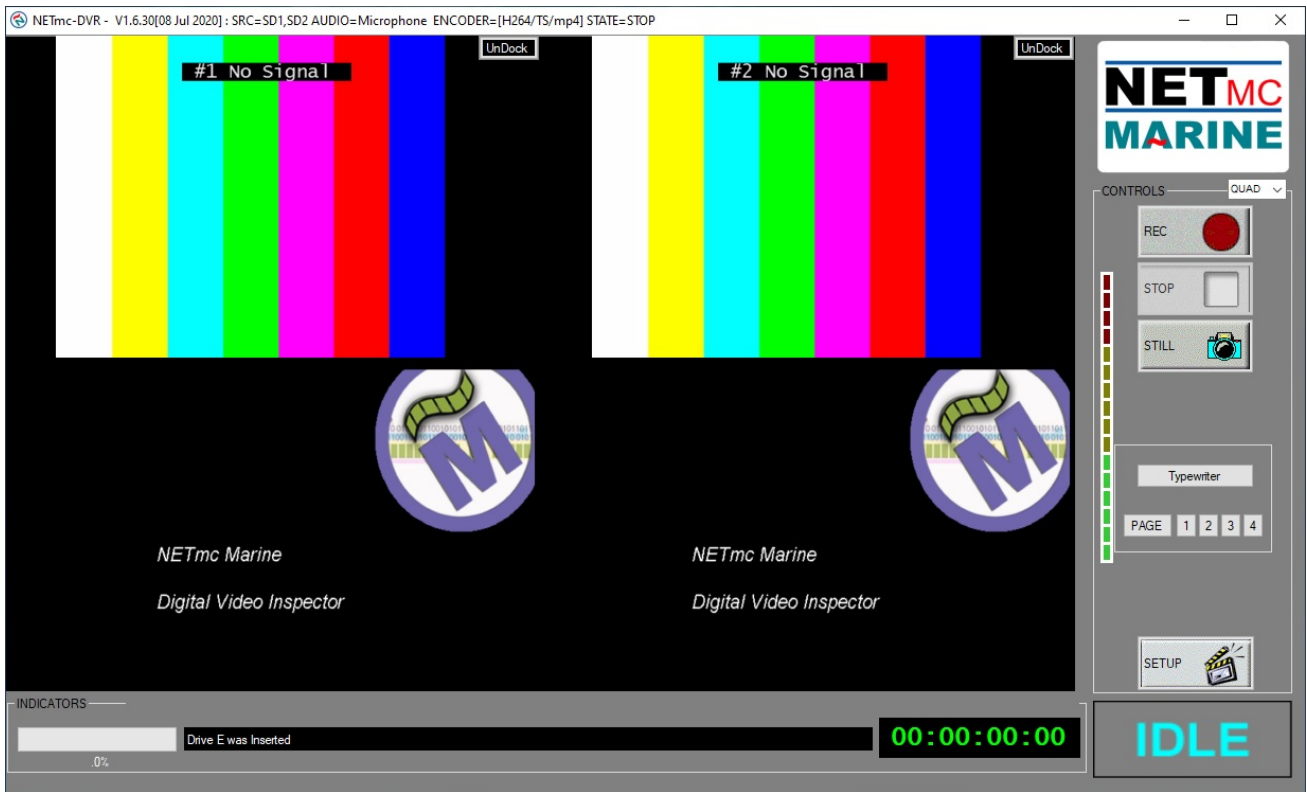 NETmc-DVR - V1.6.30[08 Jul 2020] : SRC=SD1,SD2 AUDIO=Microphone ENCODER=[H264/TS/mp4] STATE=STOP
#1 No Signal
UnDock
#2 No Signal
UnDock
NETMC
MARINE
CONTROLS
QUAD
REC
STOP
STILL
Typewriter
PAGE 1 2 3 4
M
M
NETmc Marine
Digital Video Inspector
NETmc Marine
Digital Video Inspector
SETUP
INDICATORS
Drive E was Inserted
00:00:00:00
.0%
IDLE